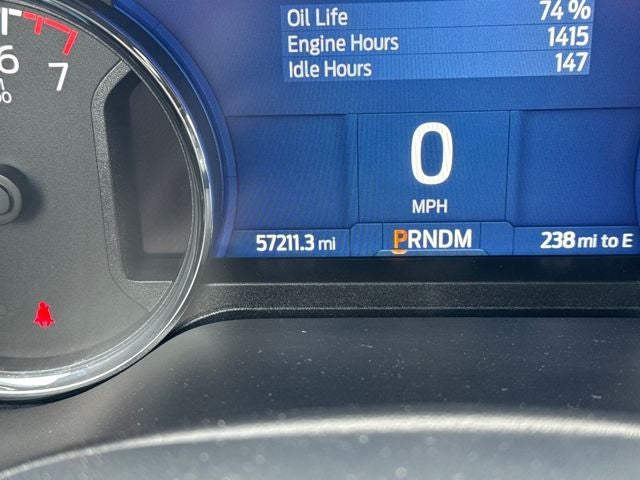 Oil Life 74 %
Engine Hours 1415
Idle Hours 147
6
7
0
MPH
57211.3 mi PRNDM 238 mi to E